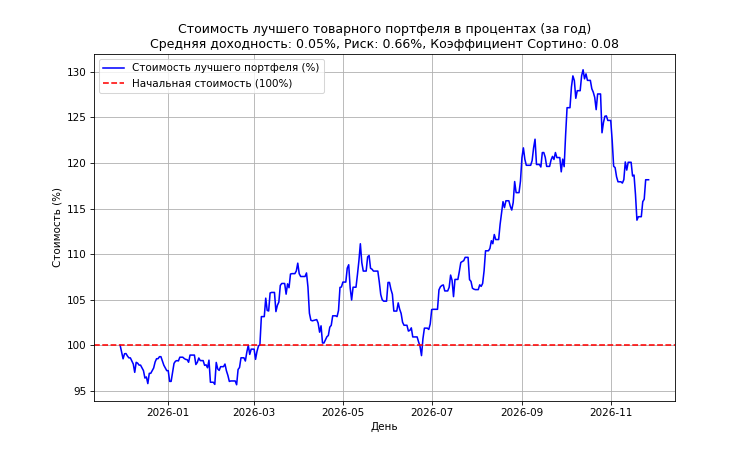 Стоимость лучшего товарного портфеля в процентах (за год)
Средняя доходность: 0.05%, Риск: 0.66%, Коэффициент Сортино: 0.08
Стоимость лучшего портфеля (%)
Начальная стоимость (100%)
Стоимость (%)
130
125
120
115
110
105
100
95
2026-01
2026-03
2026-05
2026-07
2026-09
2026-11
День